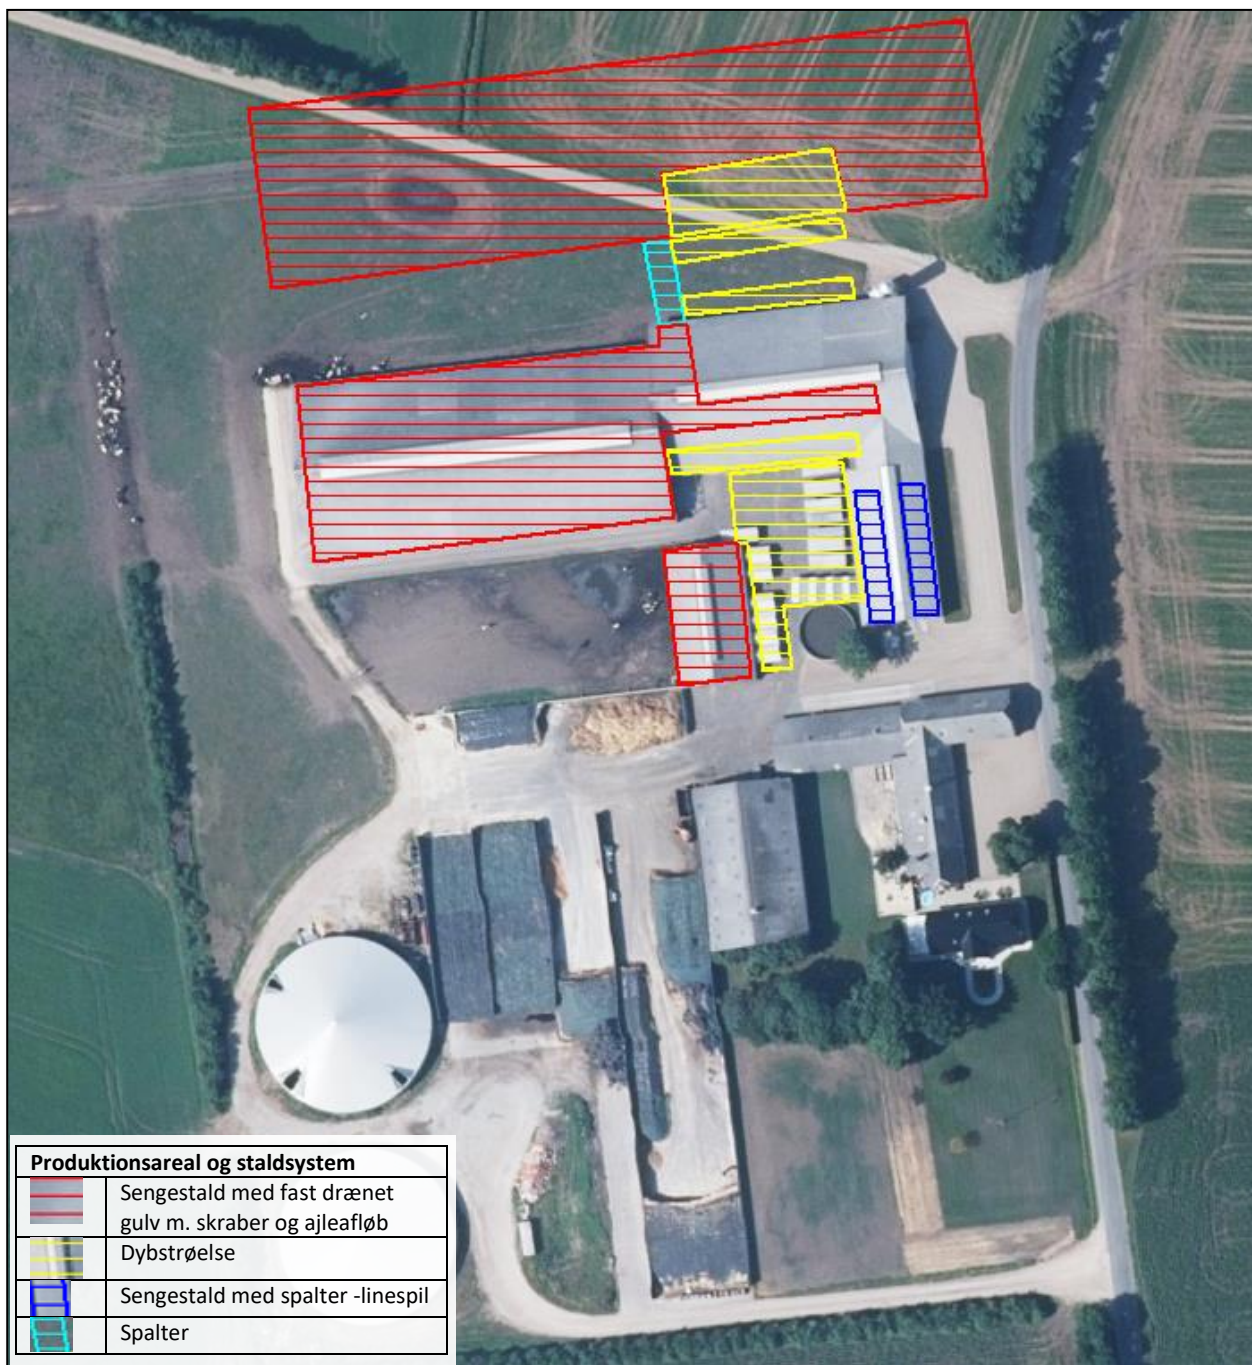 Produktionsareal og staldsystem
Sengestald med fast drænet
gulv m. skraber og ajleafløb
Dybstrøelse
Sengestald med spalter -linespil
Spalter